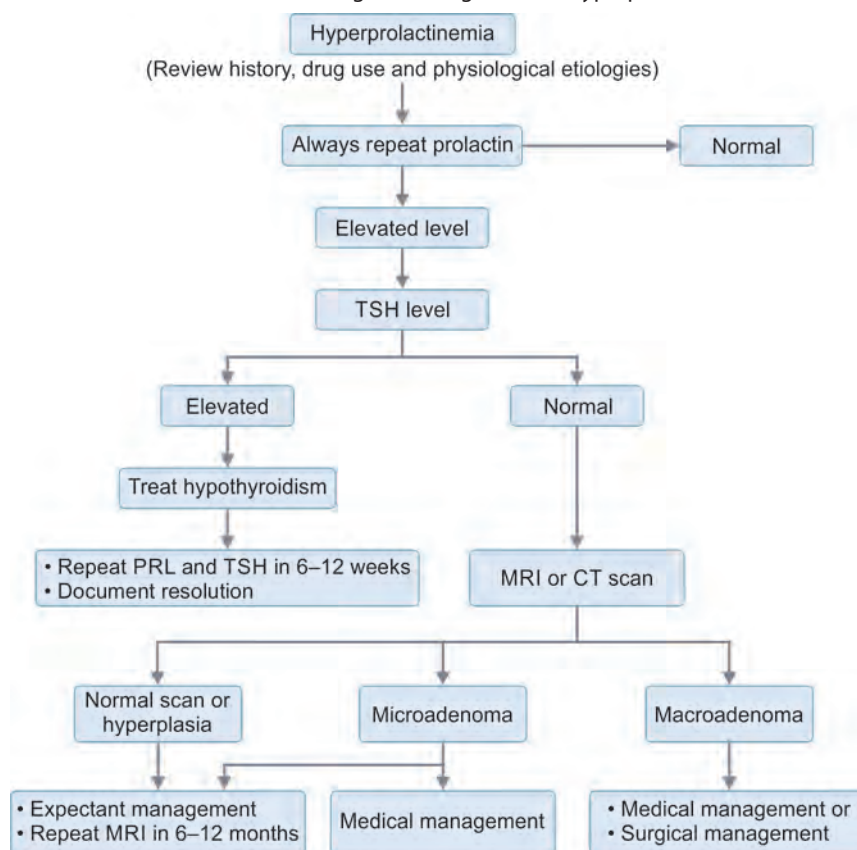 Hyperprolactinemia
(Review history, drug use and physiological etiologies)
Always repeat prolactin
Normal
Elevated level
TSH level
Elevated
Normal
Treat hypothyroidism
• Repeat PRL and TSH in 6–12 weeks
• Document resolution
MRI or CT scan
Normal scan or
hyperplasia
Microadenoma
Macroadenoma
• Expectant management
• Repeat MRI in 6–12 months
Medical management
• Medical management or
• Surgical management